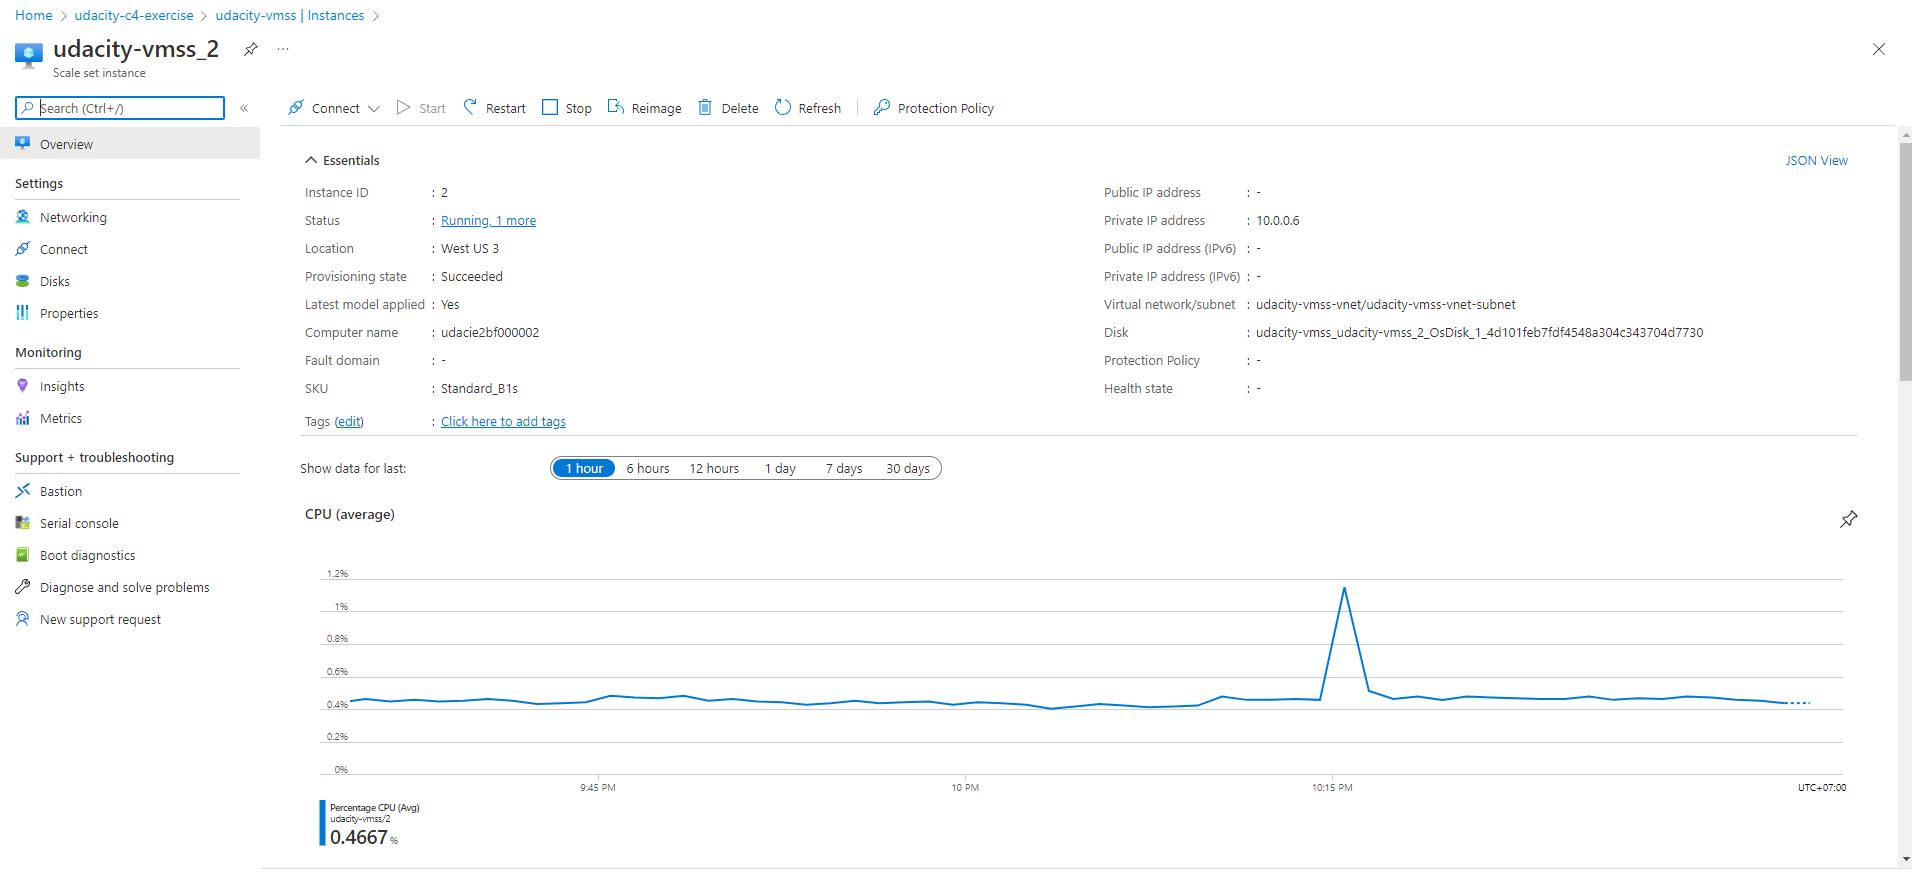 Home > udacity-c4-exercise > udacity-vmss | Instances >
udacity-vmss_2 ...
Scale set instance
Search (Ctrl+/) «
Connect Start Restart Stop Reimage Delete Refresh Protection Policy
Overview
Settings
Networking
Connect
Disks
Properties
Monitoring
Insights
Metrics
Support + troubleshooting
Bastion
Serial console
Boot diagnostics
Diagnose and solve problems
New support request
Essentials JSON View
Instance ID : 2
Status : Running, 1 more
Location : West US 3
Provisioning state : Succeeded
Latest model applied : Yes
Computer name : udacie2bf000002
Fault domain : -
SKU : Standard_B1s
Tags (edit) : Click here to add tags
Public IP address : -
Private IP address : 10.0.0.6
Public IP address (IPv6) : -
Private IP address (IPv6) : -
Virtual network/subnet : udacity-vmss-vnet/udacity-vmss-vnet-subnet
Disk : udacity-vmss_udacity-vmss_2_OsDisk_1_4d101feb7fdf4548a304c343704d7730
Protection Policy : -
Health state : -
Show data for last: 1 hour 6 hours 12 hours 1 day 7 days 30 days
CPU (average)
1.2%
1%
0.8%
0.6%
0.4%
0.2%
0%
9:45 PM 10 PM 10:15 PM UTC+07:00
Percentage CPU (Avg)
udacity-vmss/2
0.4667 %